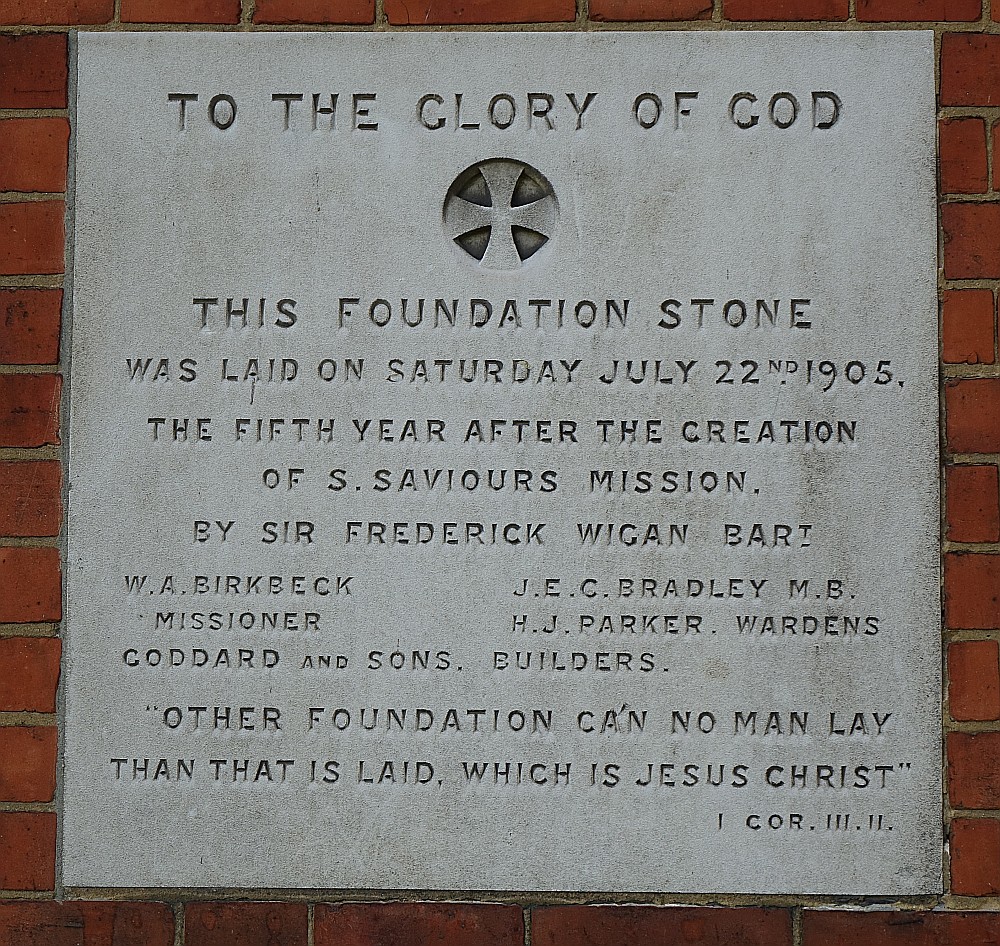 TO THE GLORY OF GOD
THIS FOUNDATION STONE
WAS LAID ON SATURDAY JULY 22ND 1905.
THE FIFTH YEAR AFTER THE CREATION
OF S. SAVIOURS MISSION.
BY SIR FREDERICK WIGAN BART
W. A. BIRKBECK J. E. C. BRADLEY M. B.
MISSIONER H. J. PARKER. WARDENS
GODDARD AND SONS. BUILDERS.
"OTHER FOUNDATION CAN NO MAN LAY
THAN THAT IS LAID, WHICH IS JESUS CHRIST"
I COR. III. II.